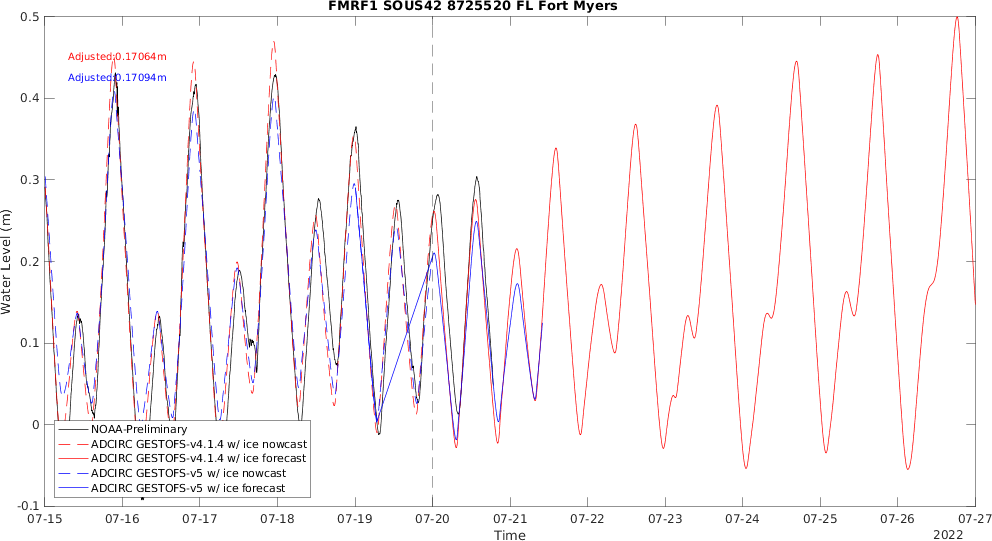 FMRF1 SOUS42 8725520 FL Fort Myers
Adjusted:0.17064m
Adjusted:0.17094m
Water Level (m)
0.5
0.4
0.3
0.2
0.1
0
-0.1
NOAA-Preliminary
ADCIRC GESTOFS-v4.1.4 w/ ice nowcast
ADCIRC GESTOFS-v4.1.4 w/ ice forecast
ADCIRC GESTOFS-v5 w/ ice nowcast
ADCIRC GESTOFS-v5 w/ ice forecast
07-15 07-16 07-17 07-18 07-19 07-20 07-21 07-22 07-23 07-24 07-25 07-26 07-27
Time
2022